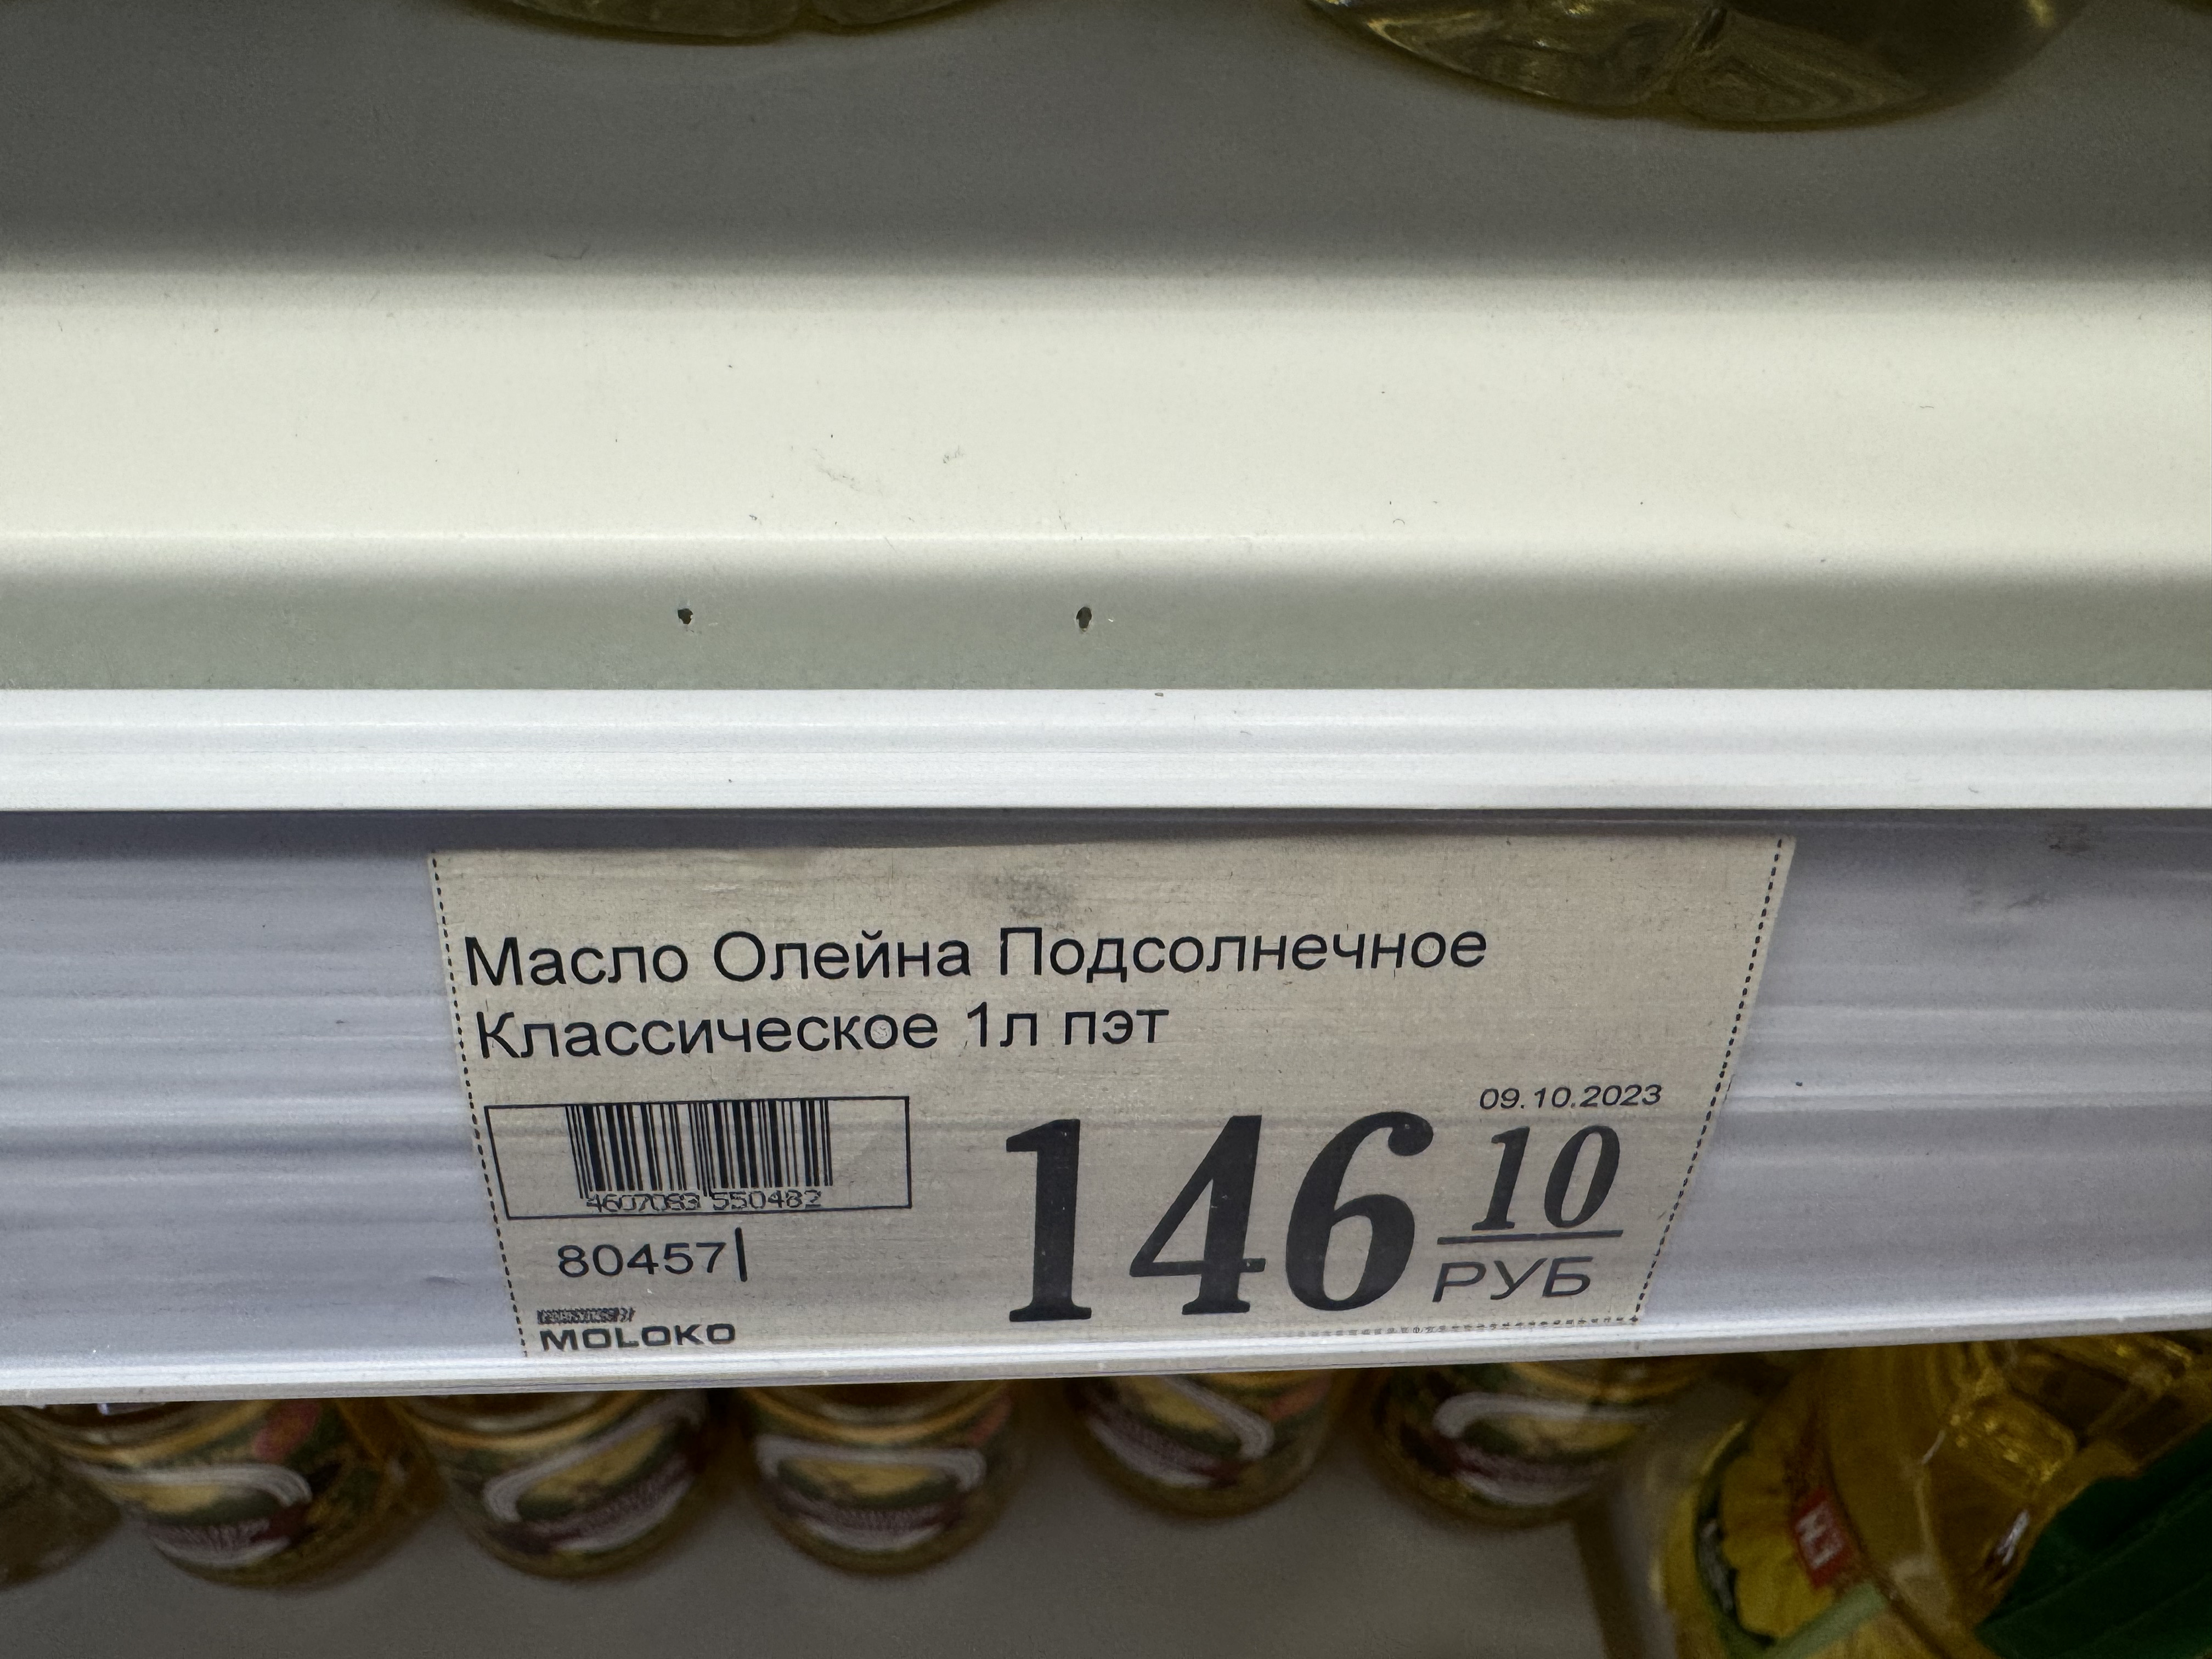 Масло Олейна Подсолнечное
Классическое 1л пэт
09.10.2023
146 10
РУБ
4607083 550482
80457|
MOLOKO